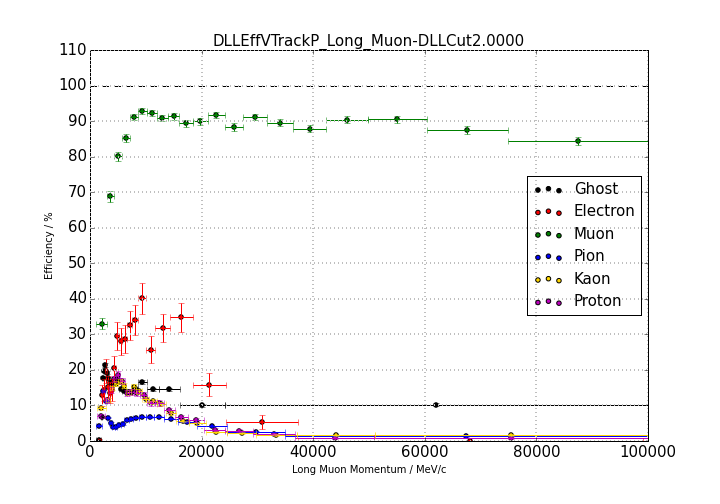 DLLEffVTrackP_Long_Muon-DLLCut2.0000
110
100
90
80
70
60
50
40
30
20
10
0
Efficiency / %
Ghost
Electron
Muon
Pion
Kaon
Proton
0 20000 40000 60000 80000 100000
Long Muon Momentum / MeV/c